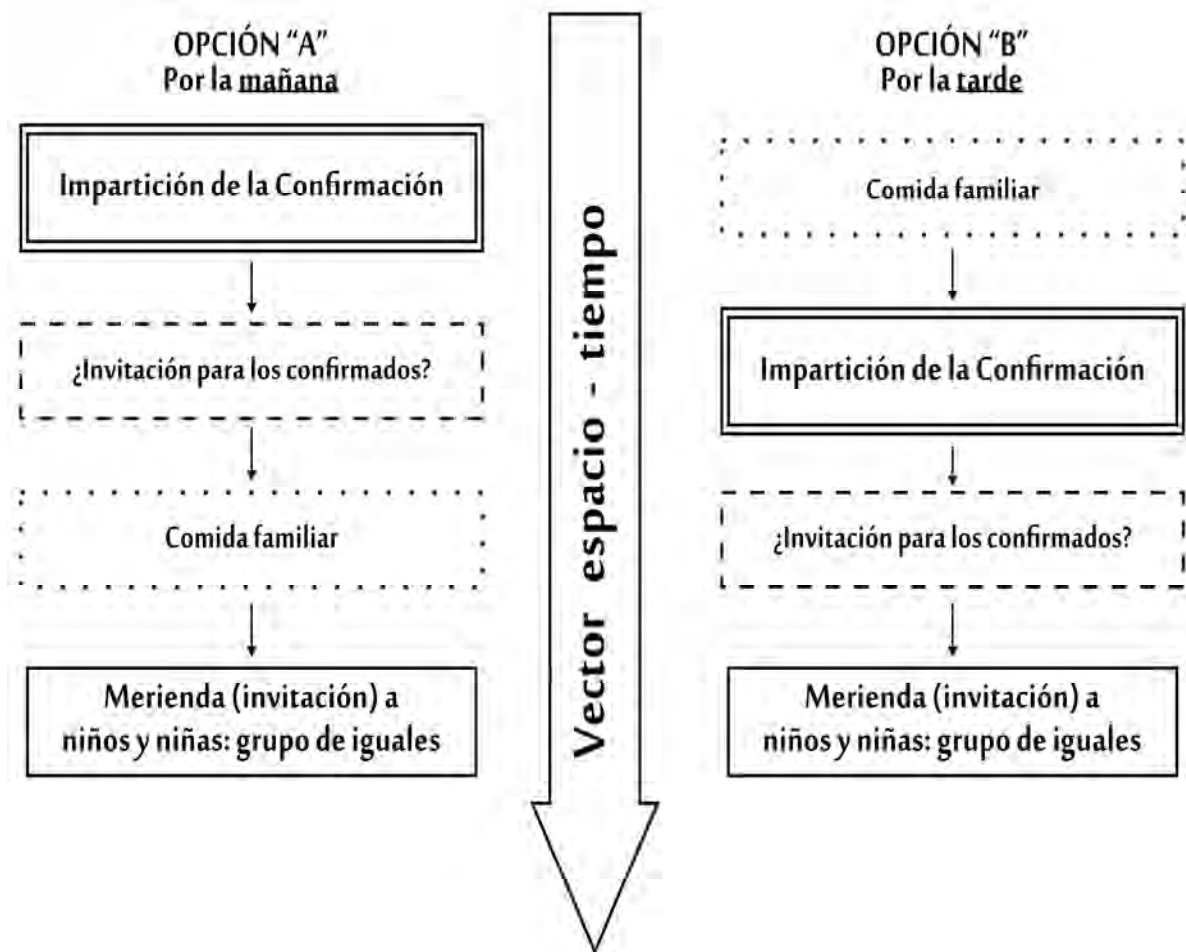 OPCIÓN “A”
Por la mañana
Impartición de la Confirmación
¿Invitación para los confirmados?
Comida familiar
Merienda (invitación) a
niños y niñas: grupo de iguales
Vector espacio - tiempo
OPCIÓN “B”
Por la tarde
Comida familiar
Impartición de la Confirmación
¿Invitación para los confirmados?
Merienda (invitación) a
niños y niñas: grupo de iguales